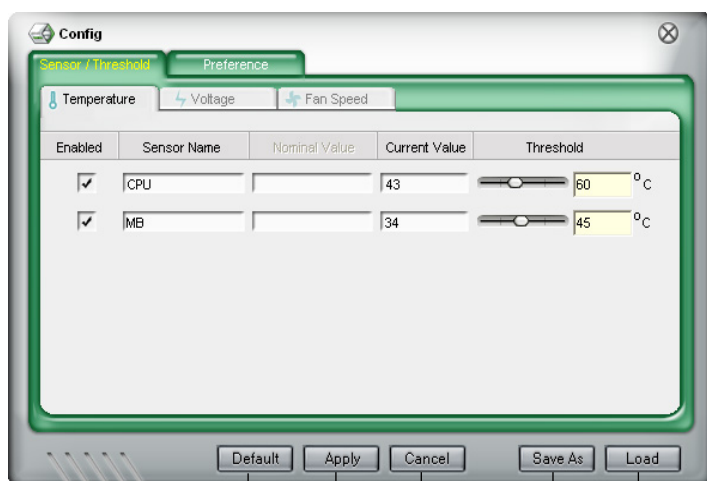 Config
Sensor / Threshold Preference
Temperature Voltage Fan Speed
Enabled Sensor Name Nominal Value Current Value Threshold
CPU 43 60 °C
MB 34 45 °C
Default Apply Cancel Save As Load